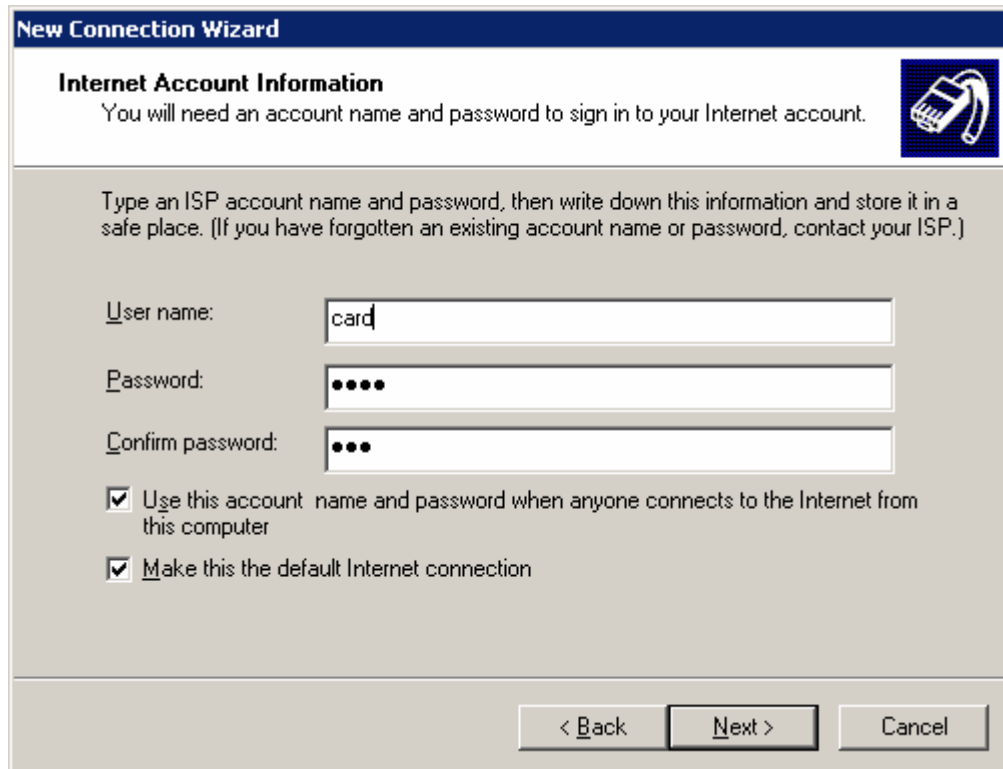 New Connection Wizard
Internet Account Information
You will need an account name and password to sign in to your Internet account.
Type an ISP account name and password, then write down this information and store it in a
safe place. (If you have forgotten an existing account name or password, contact your ISP.)
User name:
card
Password:
●●●●
Confirm password:
●●●
Use this account  name and password when anyone connects to the Internet from
this computer
Make this the default Internet connection
< Back
Next >
Cancel